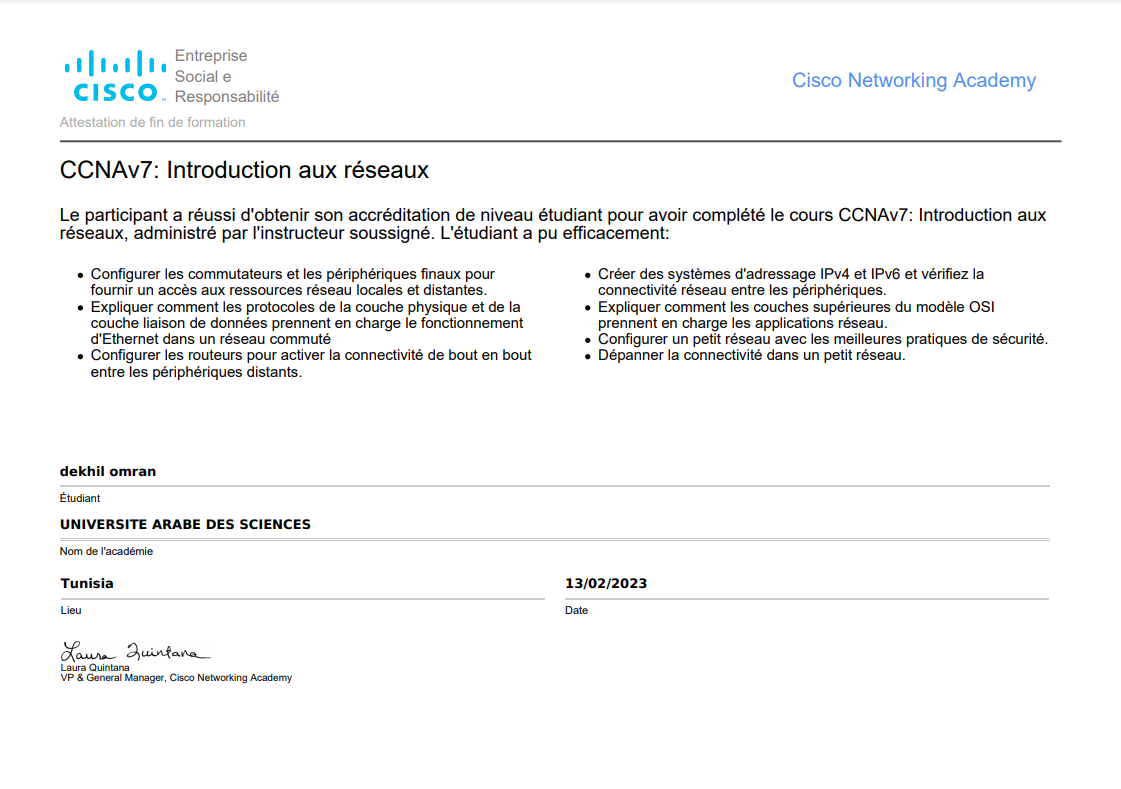 CISCO
Entreprise
Social e
Responsabilité
Cisco Networking Academy
Attestation de fin de formation
CCNAv7: Introduction aux réseaux
Le participant a réussi d'obtenir son accréditation de niveau étudiant pour avoir complété le cours CCNAv7: Introduction aux
réseaux, administré par l'instructeur soussigné. L'étudiant a pu efficacement:
• Configurer les commutateurs et les périphériques finaux pour
fournir un accès aux ressources réseau locales et distantes.
• Expliquer comment les protocoles de la couche physique et de la
couche liaison de données prennent en charge le fonctionnement
d'Ethernet dans un réseau commuté
• Configurer les routeurs pour activer la connectivité de bout en bout
entre les périphériques distants.
• Créer des systèmes d'adressage IPv4 et IPv6 et vérifiez la
connectivité réseau entre les périphériques.
• Expliquer comment les couches supérieures du modèle OSI
prennent en charge les applications réseau.
• Configurer un petit réseau avec les meilleures pratiques de sécurité.
• Dépanner la connectivité dans un petit réseau.
dekhil omran
Étudiant
UNIVERSITE ARABE DES SCIENCES
Nom de l'académie
Tunisia
Lieu
13/02/2023
Date
Laura Quintana
Laura Quintana
VP & General Manager, Cisco Networking Academy